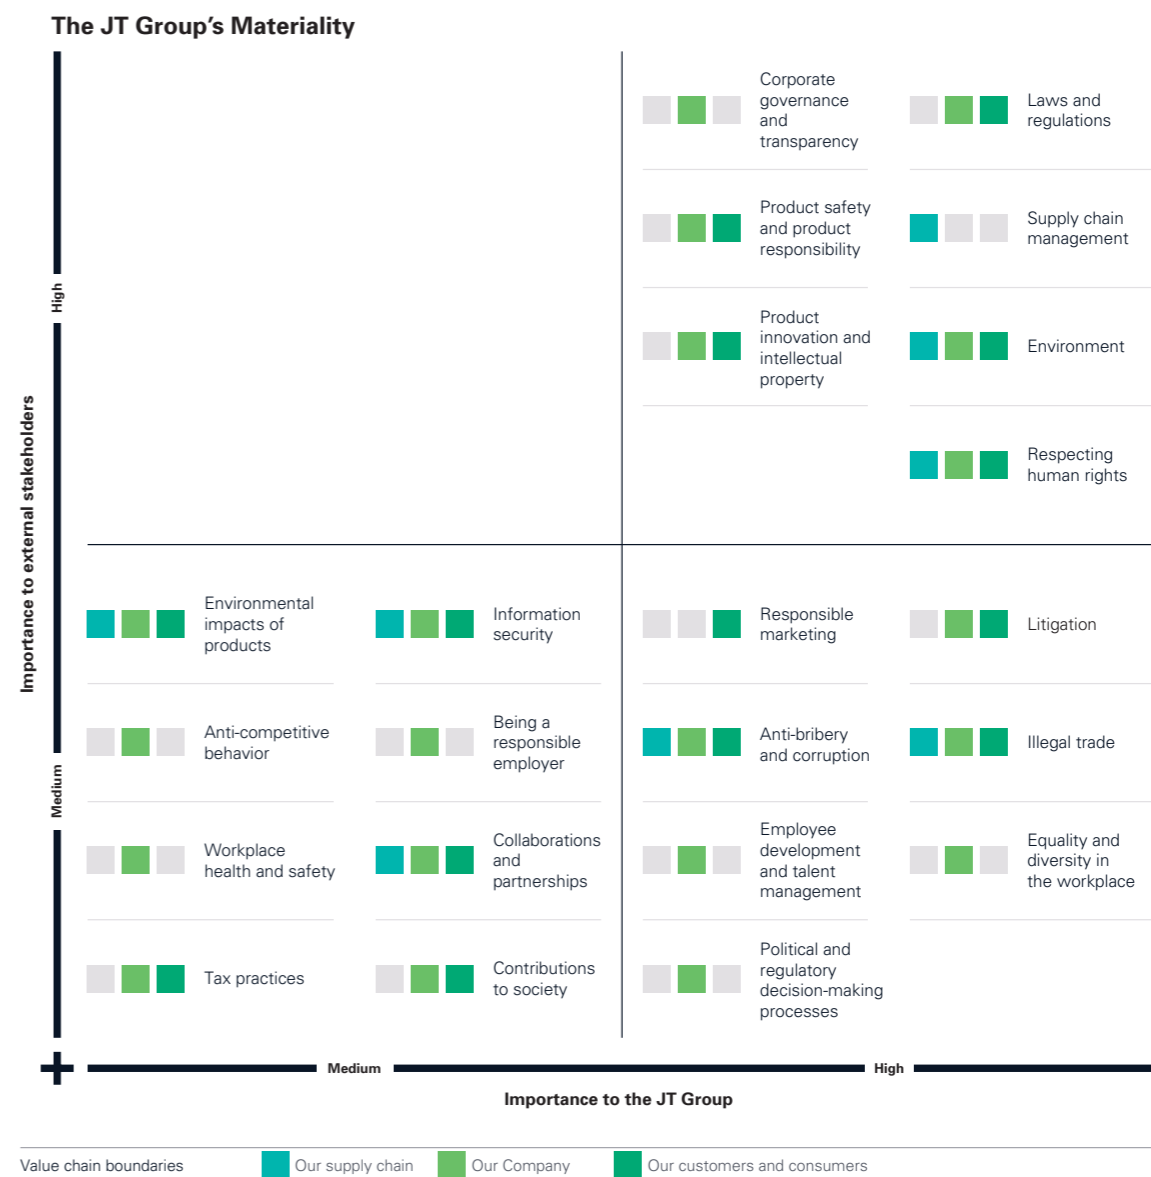 The JT Group's Materiality
Importance to external stakeholders
High
Medium
Corporate
governance
and
transparency
Laws and
regulations
Product safety
and product
responsibility
Supply chain
management
Product
innovation and
intellectual
property
Environment
Respecting
human rights
Environmental
impacts of
products
Information
security
Responsible
marketing
Litigation
Anti-competitive
behavior
Being a
responsible
employer
Anti-bribery
and corruption
Illegal trade
Workplace
health and safety
Collaborations
and
partnerships
Employee
development
and talent
management
Equality and
diversity in
the workplace
Tax practices
Contributions
to society
Political and
regulatory
decision-making
processes
Medium
High
Importance to the JT Group
Value chain boundaries
Our supply chain
Our Company
Our customers and consumers